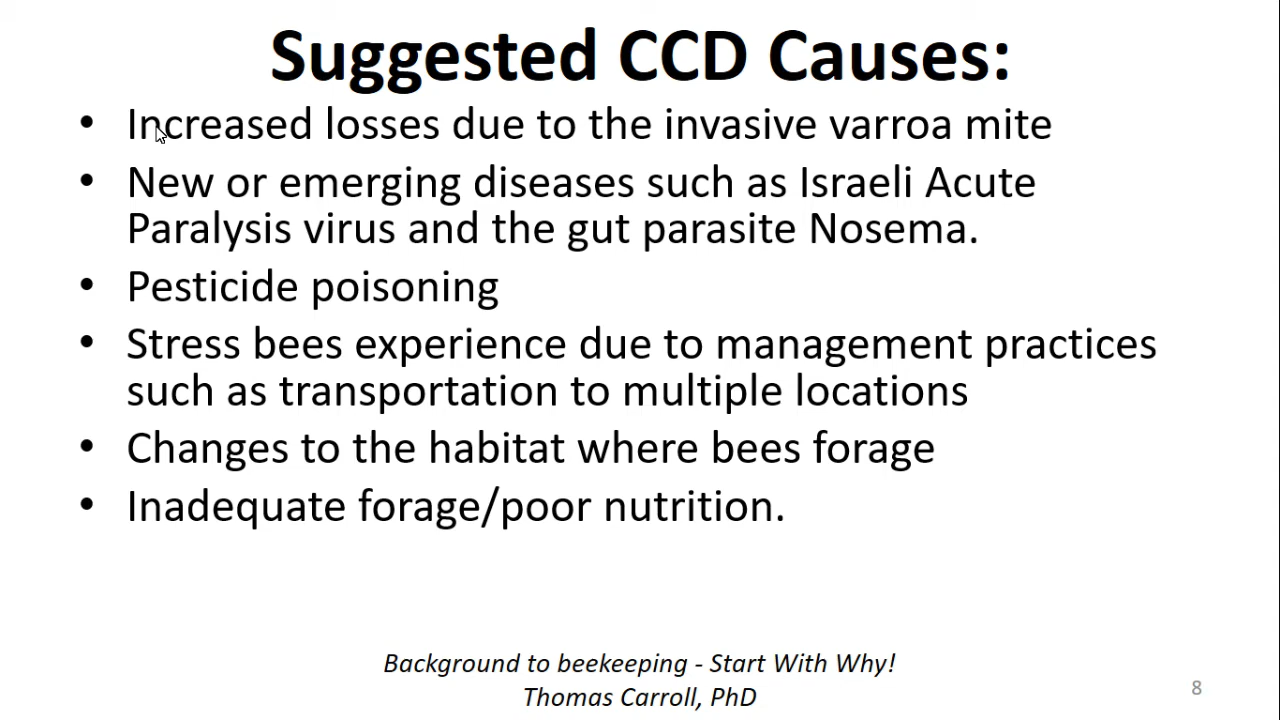 Suggested CCD Causes:
• Increased losses due to the invasive varroa mite
• New or emerging diseases such as Israeli Acute
Paralysis virus and the gut parasite Nosema.
• Pesticide poisoning
• Stress bees experience due to management practices
such as transportation to multiple locations
• Changes to the habitat where bees forage
• Inadequate forage/poor nutrition.
Background to beekeeping - Start With Why!
Thomas Carroll, PhD
8